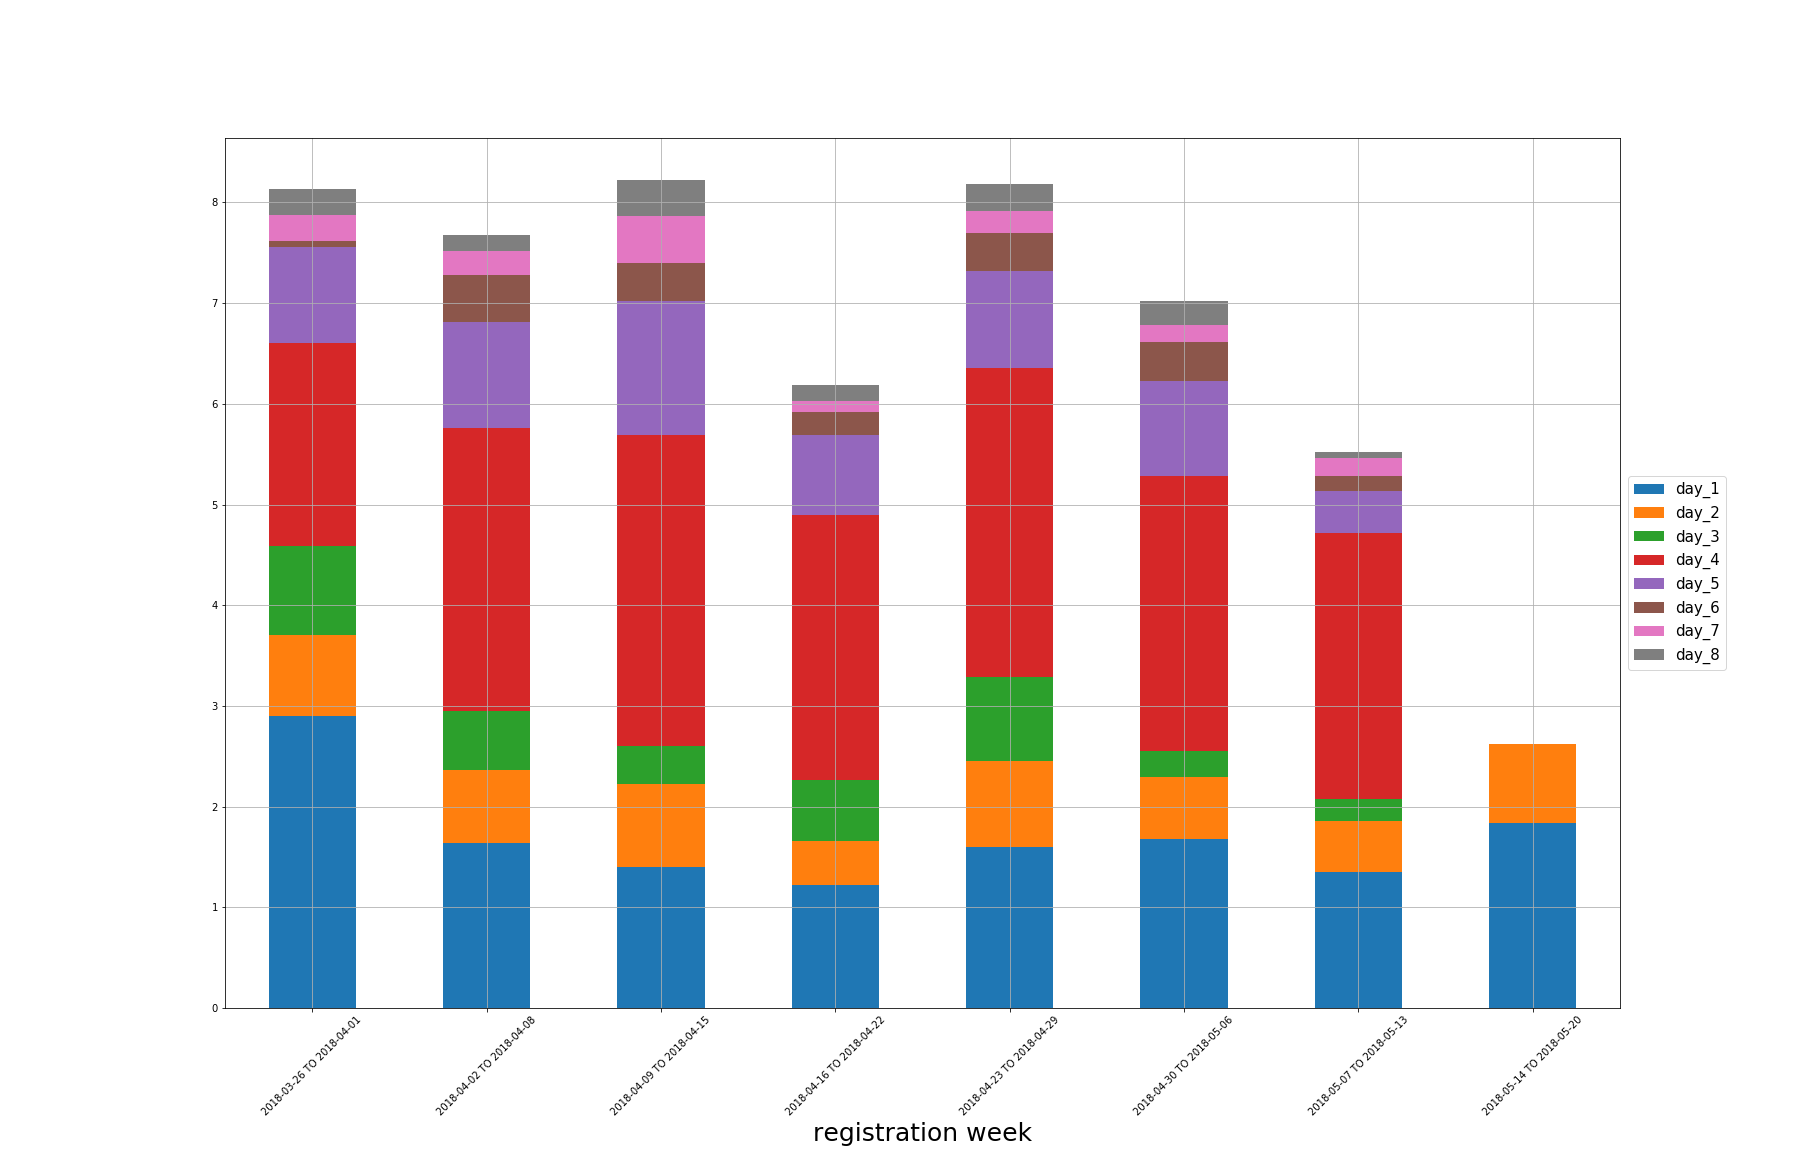 8
7
6
5
4
3
2
1
0
day_1
day_2
day_3
day_4
day_5
day_6
day_7
day_8
2018-03-26 TO 2018-04-01
2018-04-02 TO 2018-04-08
2018-04-09 TO 2018-04-15
2018-04-16 TO 2018-04-22
2018-04-23 TO 2018-04-29
2018-04-30 TO 2018-05-06
2018-05-07 TO 2018-05-13
2018-05-14 TO 2018-05-20
registration week